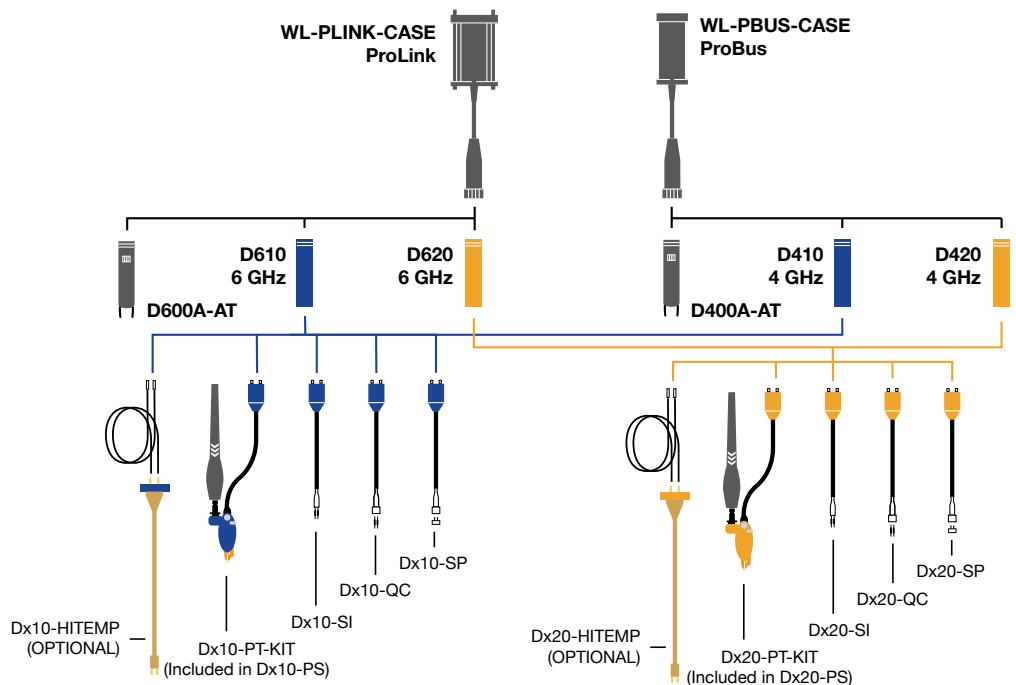 WL-PLINK-CASE
ProLink
WL-PBUS-CASE
ProBus
D610
6 GHz
D620
6 GHz
D410
4 GHz
D420
4 GHz
D600A-AT
D400A-AT
Dx10-SP
Dx10-QC
Dx10-SI
Dx10-HITEMP
(OPTIONAL)
Dx10-PT-KIT
(Included in Dx10-PS)
Dx20-SP
Dx20-QC
Dx20-SI
Dx20-HITEMP
(OPTIONAL)
Dx20-PT-KIT
(Included in Dx20-PS)